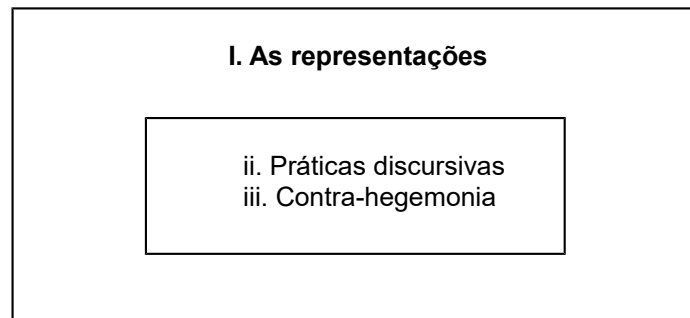 I. As representações
ii. Práticas discursivas
iii. Contra-hegemonia